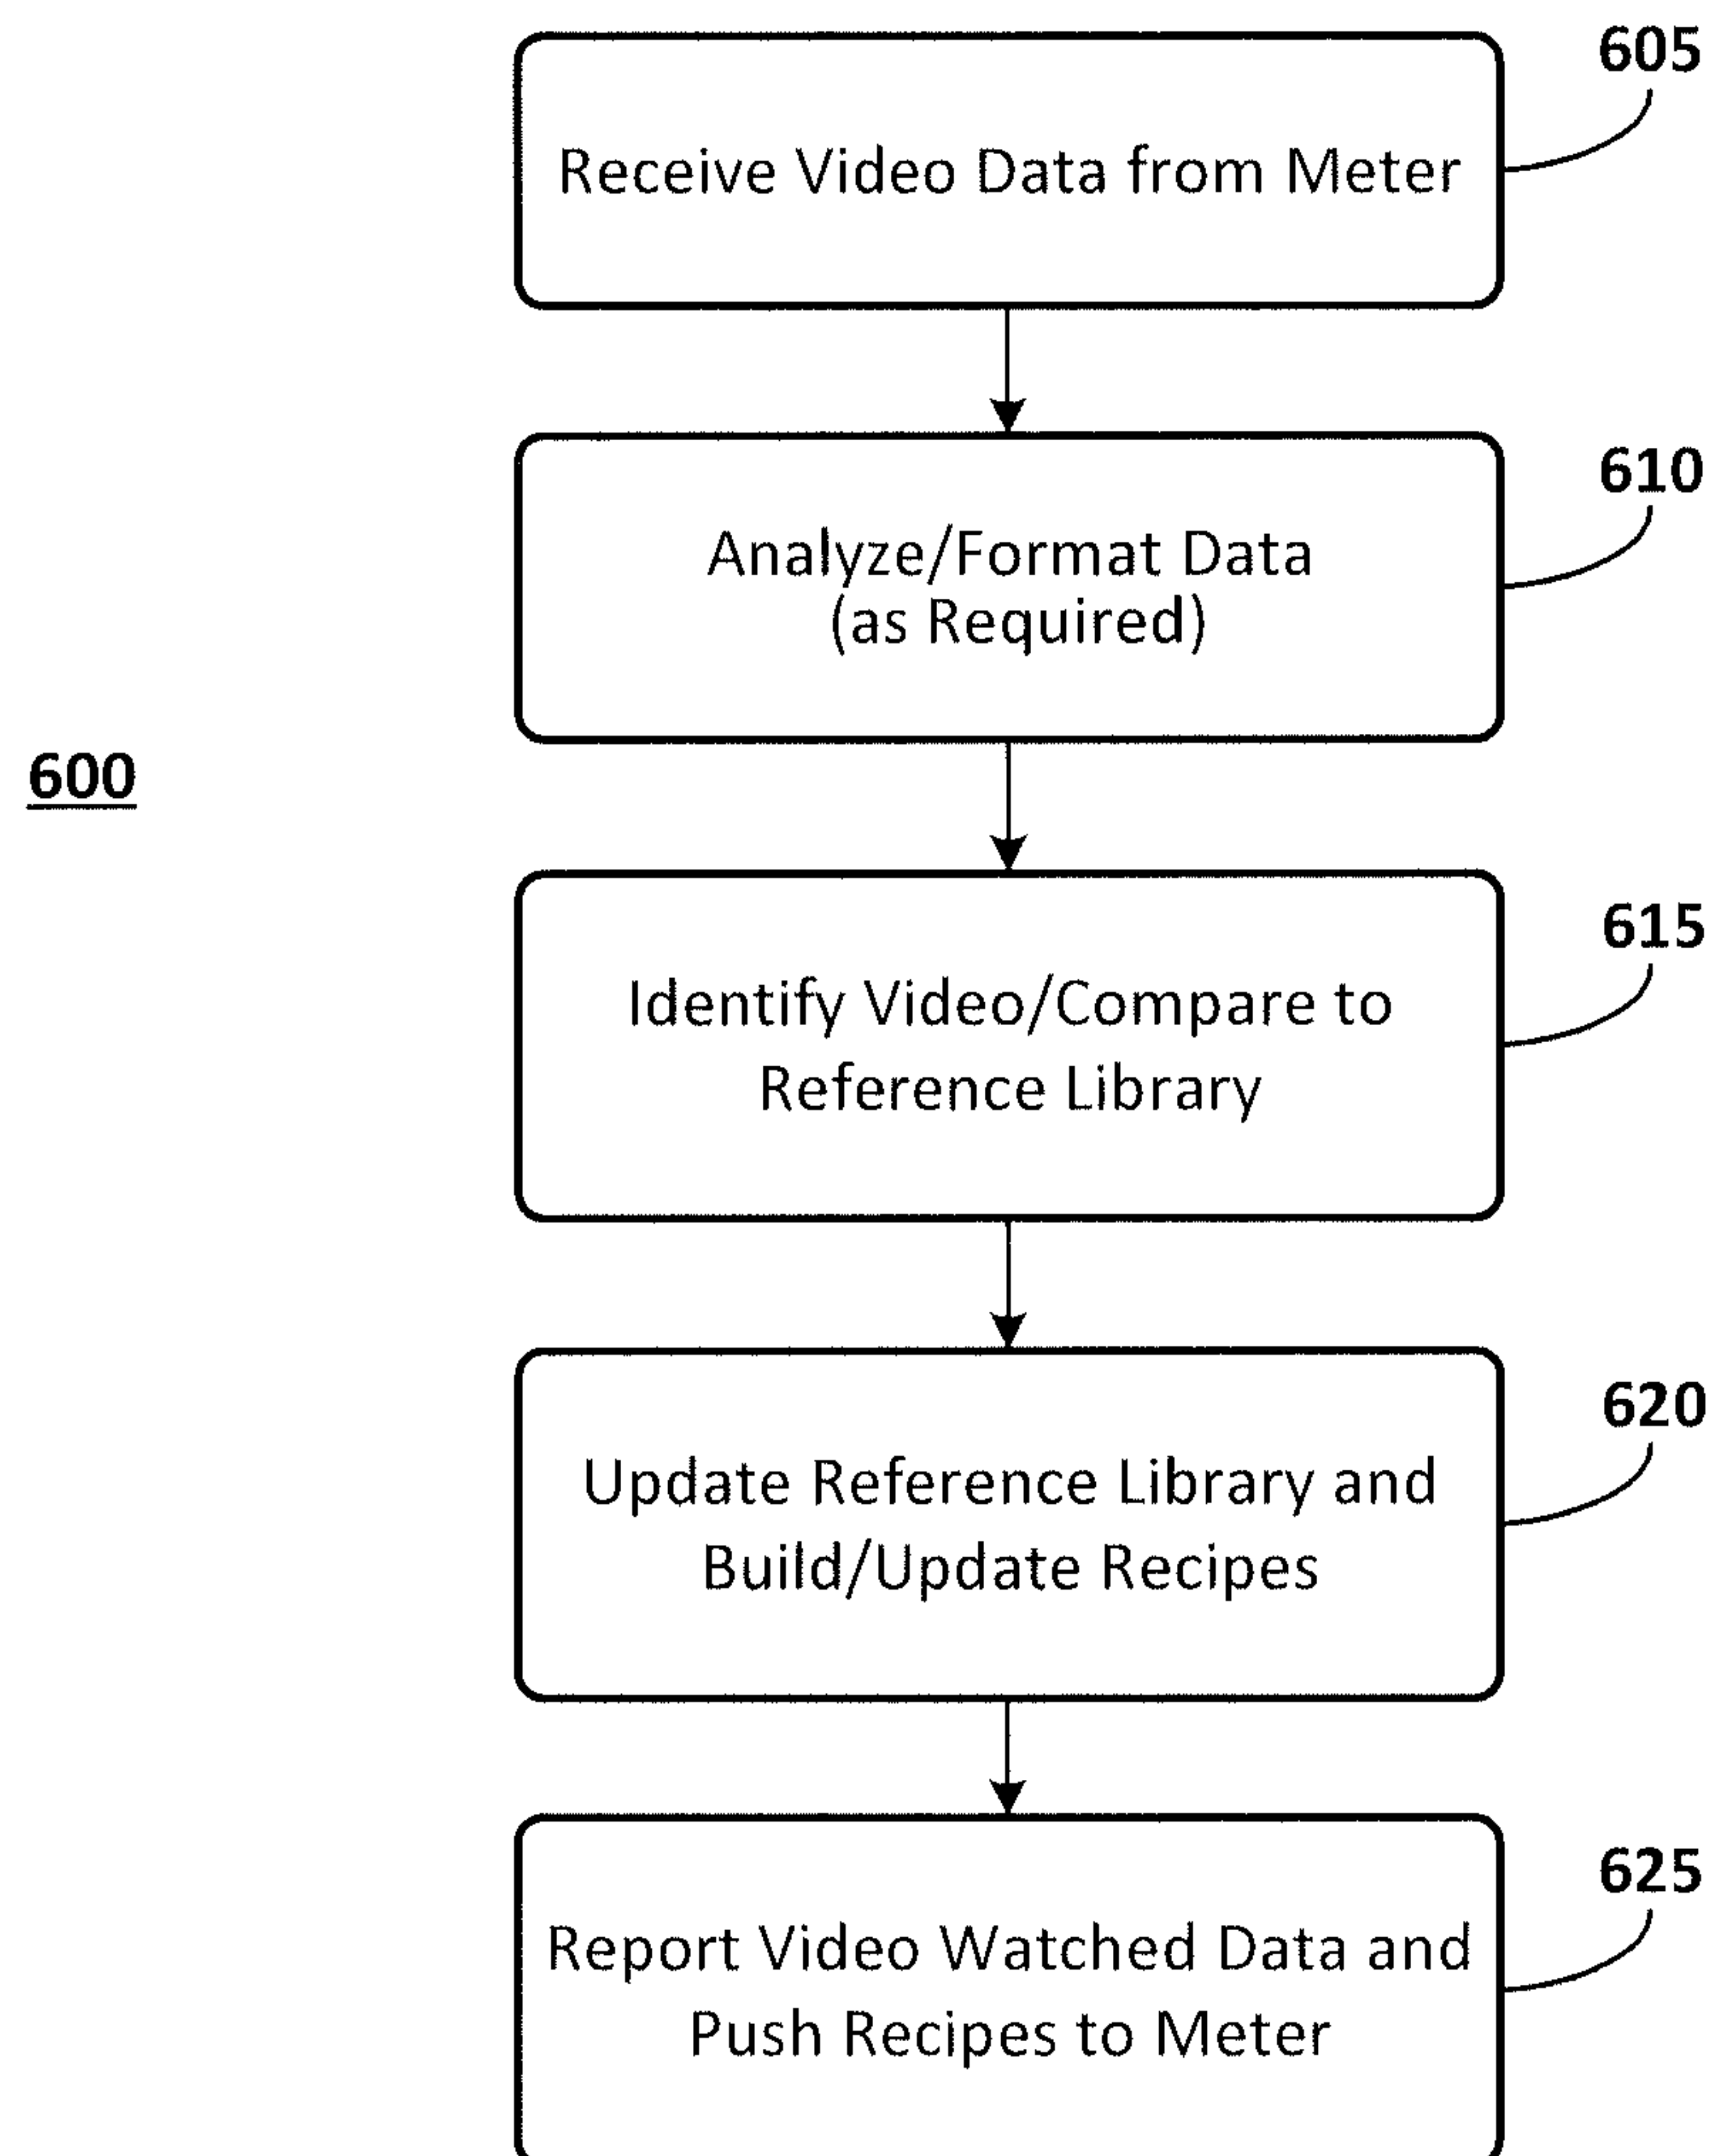 605
Receive Video Data from Meter
610
Analyze/Format Data
(as Required)
600
615
Identify Video/Compare to
Reference Library
620
Update Reference Library and
Build/Update Recipes
625
Report Video Watched Data and
Push Recipes to Meter